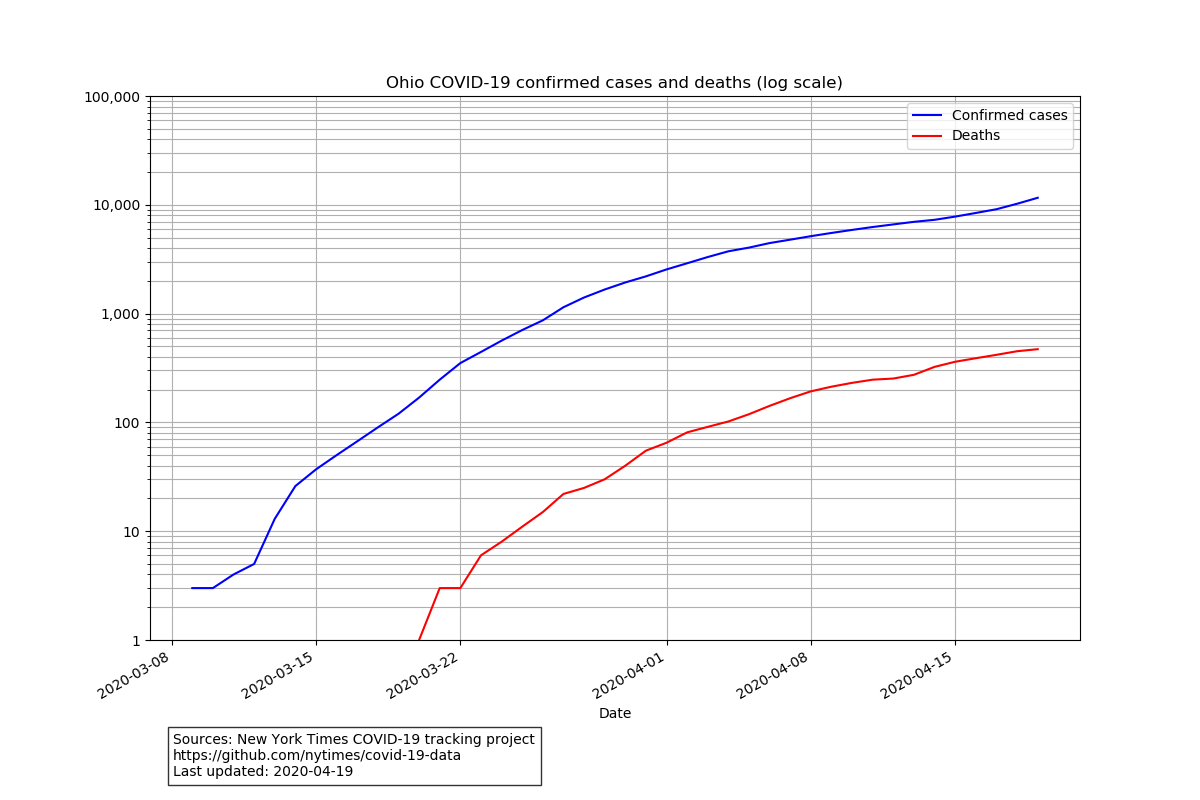 Ohio COVID-19 confirmed cases and deaths (log scale)
100,000
10,000
1,000
100
10
1
Confirmed cases
Deaths
2020-03-08
2020-03-15
2020-03-22
2020-04-01
2020-04-08
2020-04-15
Date
Sources: New York Times COVID-19 tracking project
https://github.com/nytimes/covid-19-data
Last updated: 2020-04-19